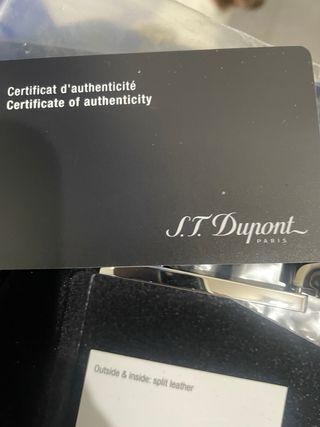 Certificat d'authenticité
Certificate of authenticity
S.T. Dupont
PARIS
Outside & inside: split leather